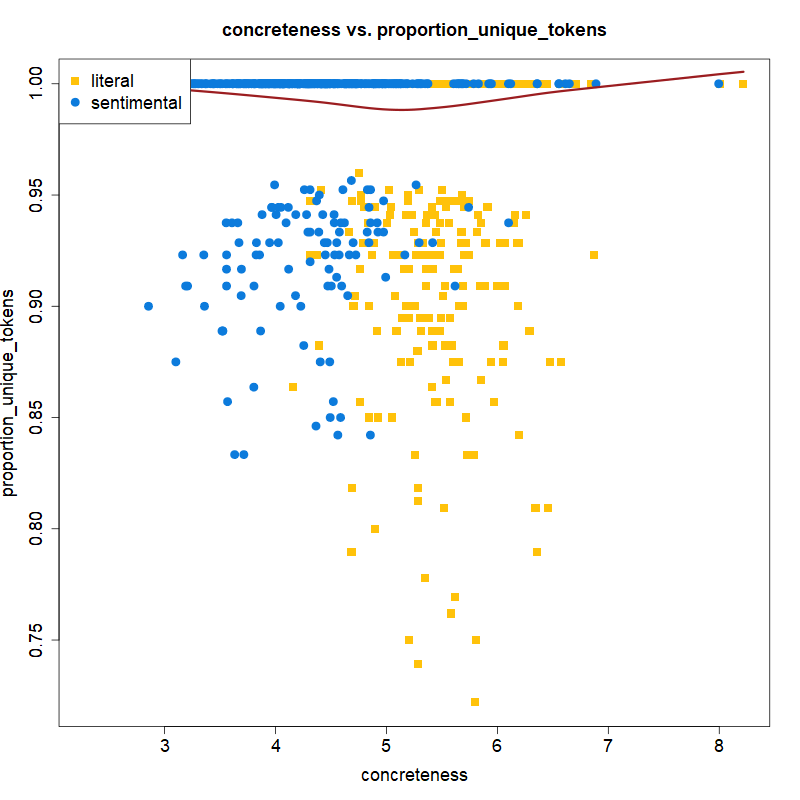 concreteness vs. proportion_unique_tokens
literal
sentimental
1.00
0.95
0.90
0.85
0.80
0.75
proportion_unique_tokens
3 4 5 6 7 8
concreteness